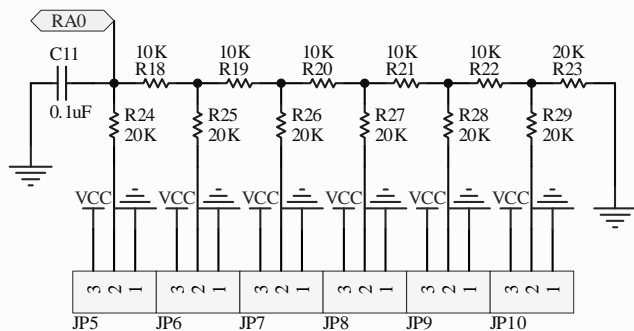 RA0
C11
0.1uF
10K 10K 10K 10K 10K 20K
R18 R19 R20 R21 R22 R23
R24 R25 R26 R27 R28 R29
20K 20K 20K 20K 20K 20K
VCC VCC VCC VCC VCC VCC
3 2 1 3 2 1 3 2 1 3 2 1 3 2 1 3 2 1
JP5 JP6 JP7 JP8 JP9 JP10